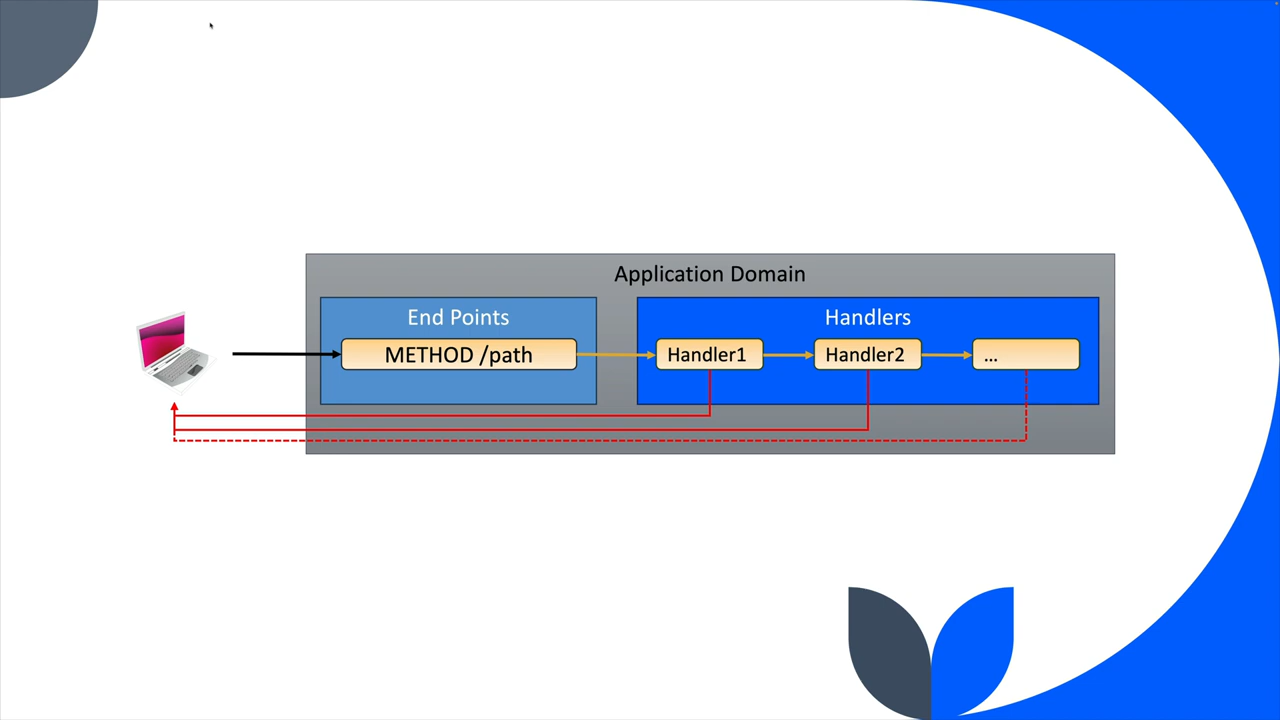 Application Domain
End Points
Handlers
METHOD /path
Handler1
Handler2
...